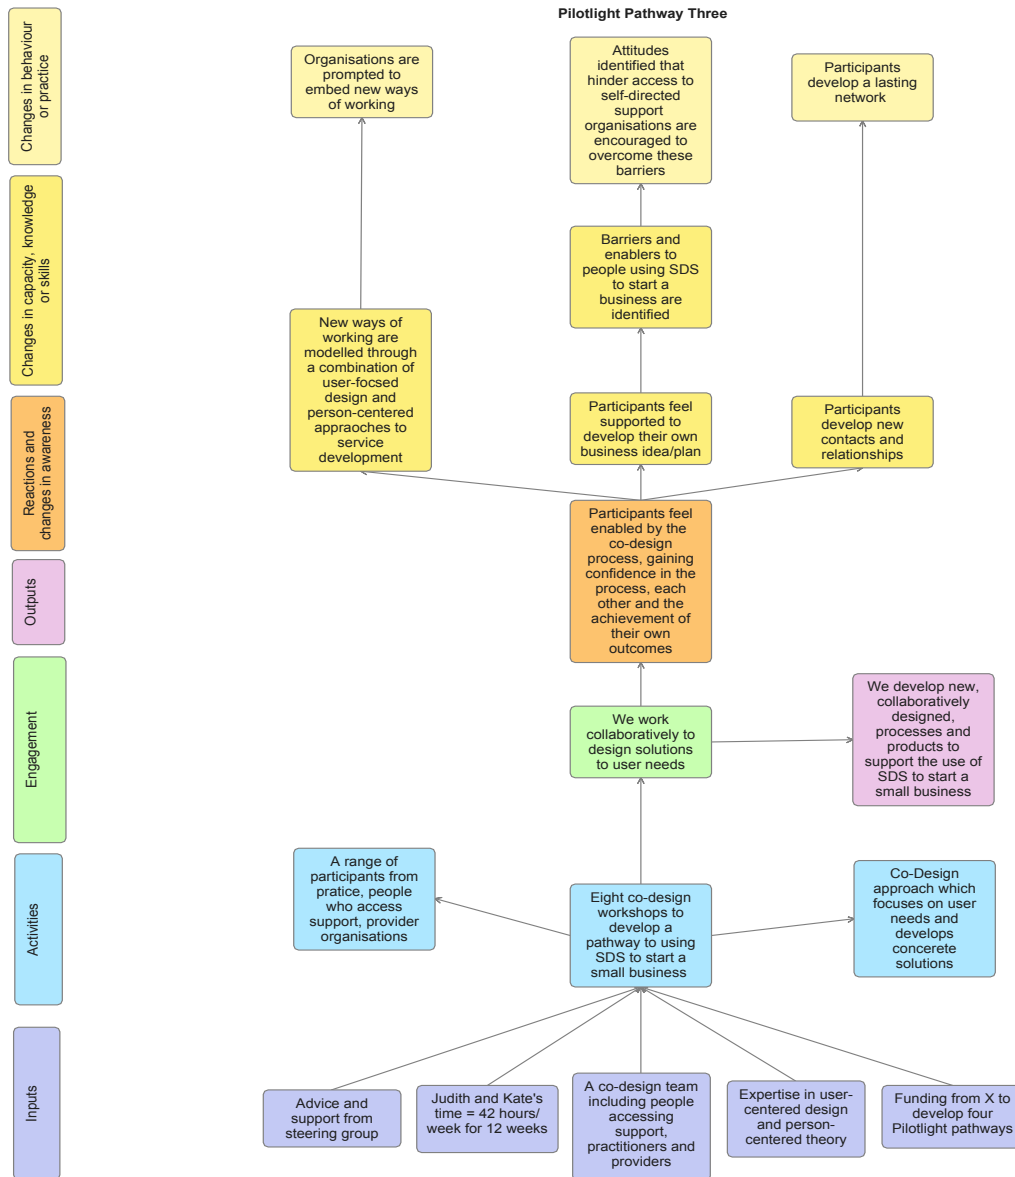 Pilotlight Pathway Three
Changes in behaviour
or practice
Organisations are
prompted to
embed new ways
of working
Attitudes
identified that
hinder access to
self-directed
support
organisations are
encouraged to
overcome these
barriers
Participants
develop a lasting
network
Changes in capacity, knowledge
or skills
Barriers and
enablers to
people using SDS
to start a
business are
identified
New ways of
working are
modelled through
a combination of
user-focsed
design and
person-centered
appraoches to
service
development
Participants feel
supported to
develop their own
business idea/plan
Participants
develop new
contacts and
relationships
Reactions and
changes in awareness
Participants feel
enabled by the
co-design
process, gaining
confidence in the
process, each
other and the
achievement of
their own
outcomes
Outputs
Engagement
We work
collaboratively to
design solutions
to user needs
We develop new,
collaboratively
designed,
processes and
products to
support the use of
SDS to start a
small business
Activities
A range of
participants from
pratice, people
who access
support, provider
organisations
Eight co-design
workshops to
develop a
pathway to using
SDS to start a
small business
Co-Design
approach which
focuses on user
needs and
develops
concerete
solutions
Inputs
Advice and
support from
steering group
Judith and Kate's
time = 42 hours/
week for 12 weeks
A co-design team
including people
accessing
support,
practitioners and
providers
Expertise in user-
centered design
and person-
centered theory
Funding from X to
develop four
Pilotlight pathways